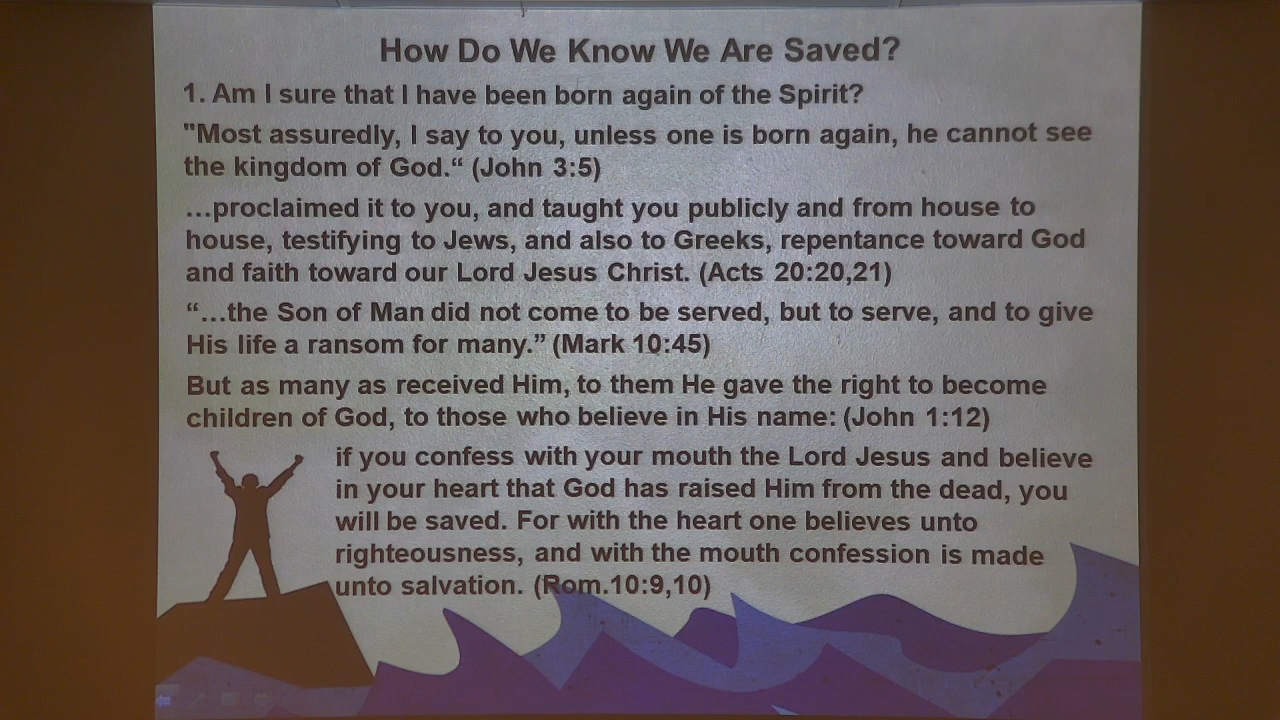 How Do We Know We Are Saved?
1. Am I sure that I have been born again of the Spirit?
"Most assuredly, I say to you, unless one is born again, he cannot see
the kingdom of God.“ (John 3:5)
…proclaimed it to you, and taught you publicly and from house to
house, testifying to Jews, and also to Greeks, repentance toward God
and faith toward our Lord Jesus Christ. (Acts 20:20,21)
“…the Son of Man did not come to be served, but to serve, and to give
His life a ransom for many.” (Mark 10:45)
But as many as received Him, to them He gave the right to become
children of God, to those who believe in His name: (John 1:12)
if you confess with your mouth the Lord Jesus and believe
in your heart that God has raised Him from the dead, you
will be saved. For with the heart one believes unto
righteousness, and with the mouth confession is made
unto salvation. (Rom.10:9,10)